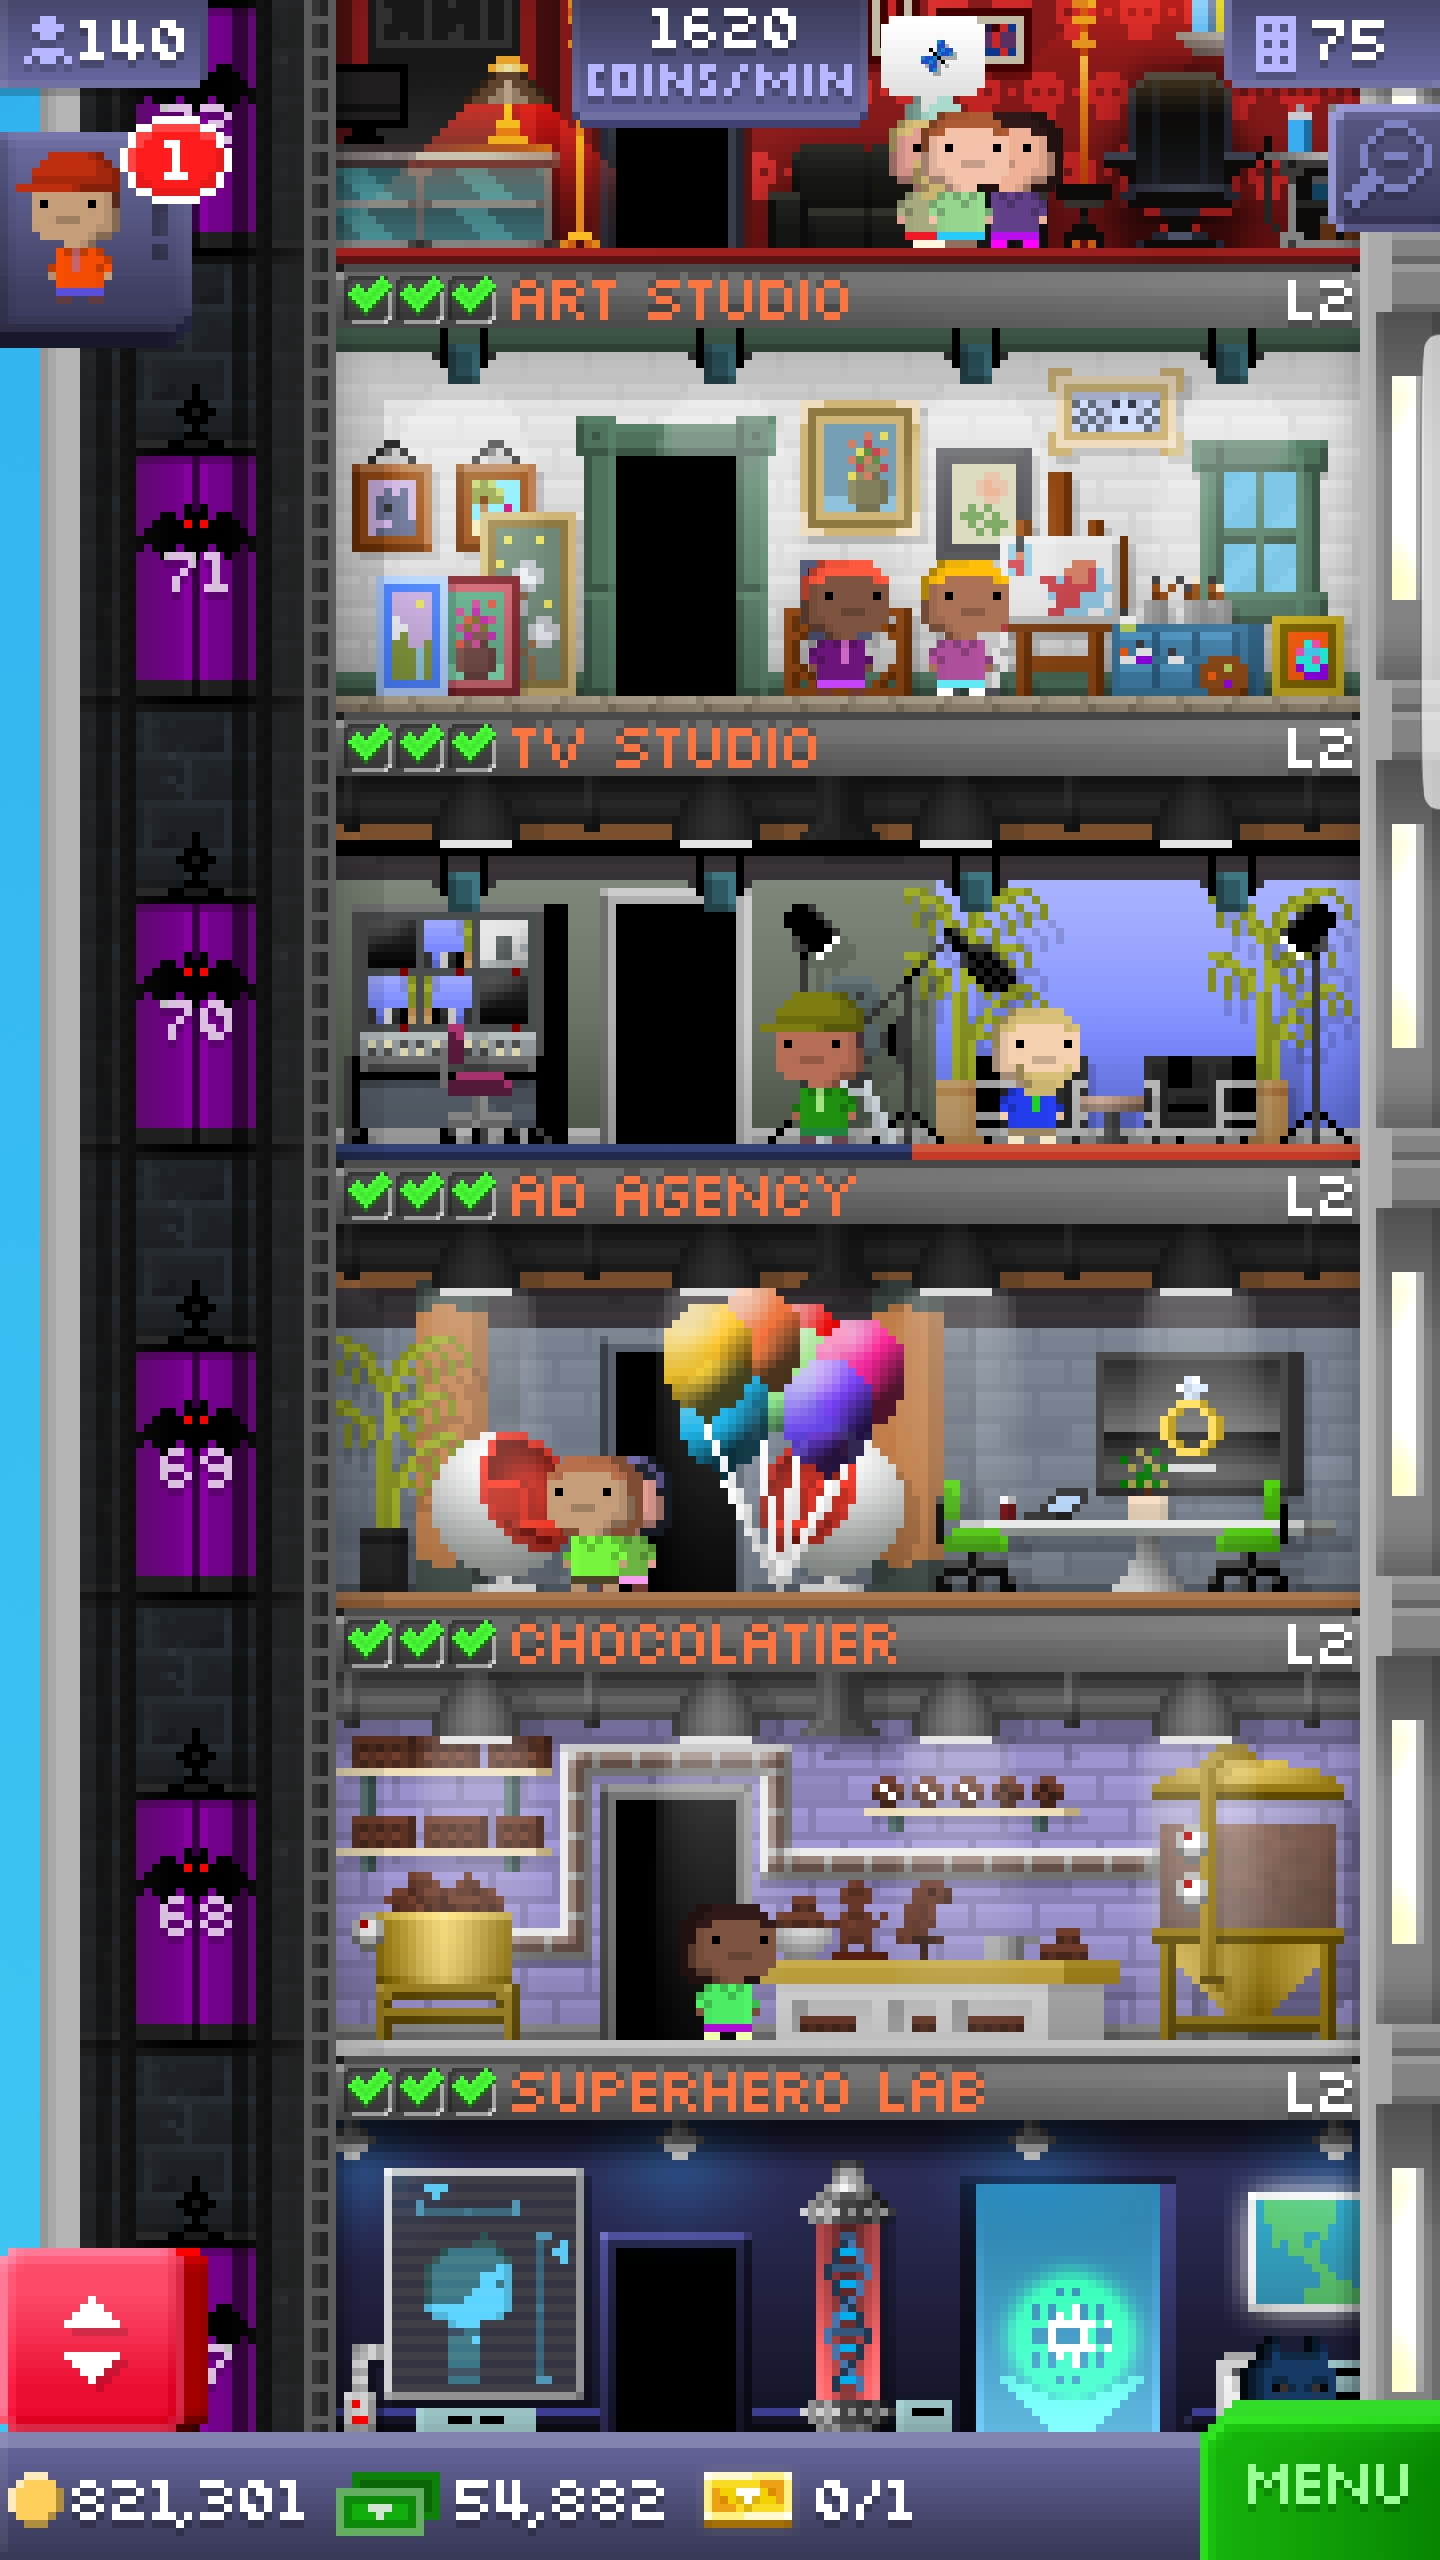 140
1620
COINS/MIN
75
1
ART STUDIO L2
71
TV STUDIO L2
70
AD AGENCY L2
69
CHOCOLATIER L2
68
SUPERHERO LAB L2
7
821,301 54,882 0/1
MENU